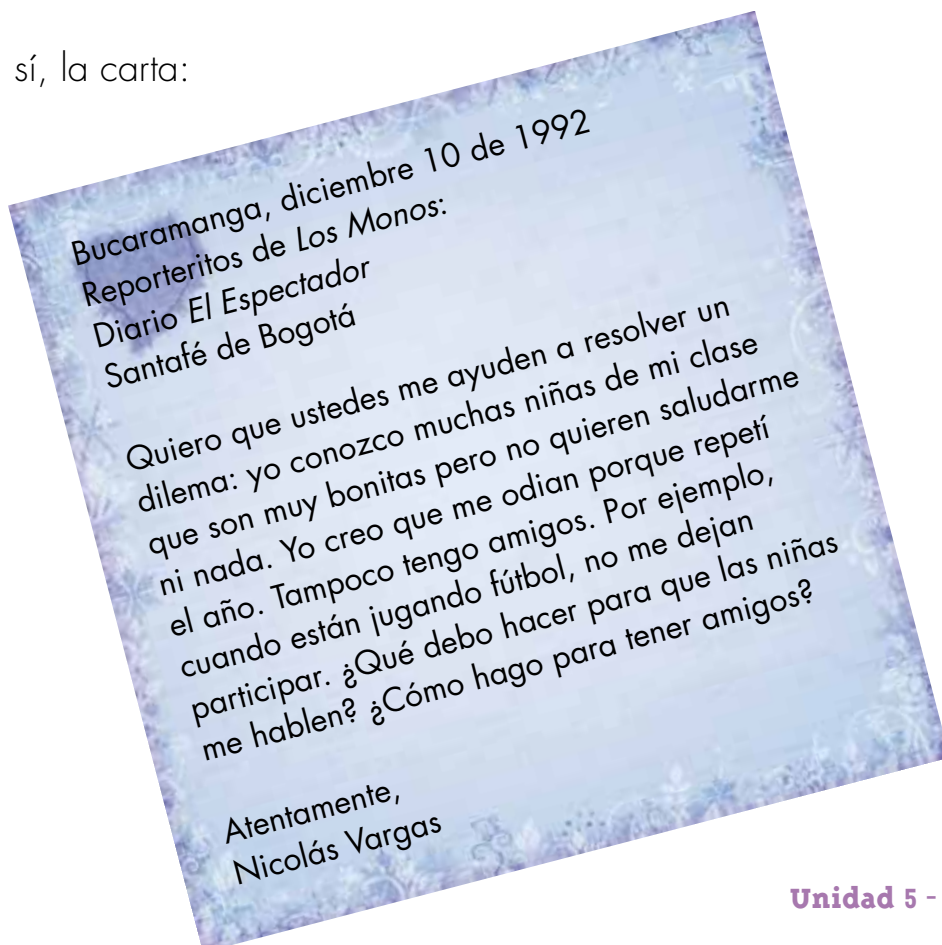 sí, la carta:
Bucaramanga, diciembre 10 de 1992
Reporteritos de Los Monos:
Diario El Espectador
Santafé de Bogotá
Quiero que ustedes me ayuden a resolver un
dilema: yo conozco muchas niñas de mi clase
que son muy bonitas pero no quieren saludarme
ni nada. Yo creo que me odian porque repetí
el año. Tampoco tengo amigos. Por ejemplo,
cuando están jugando fútbol, no me dejan
participar. ¿Qué debo hacer para que las niñas
me hablen? ¿Cómo hago para tener amigos?
Atentamente,
Nicolás Vargas
Unidad 5 -